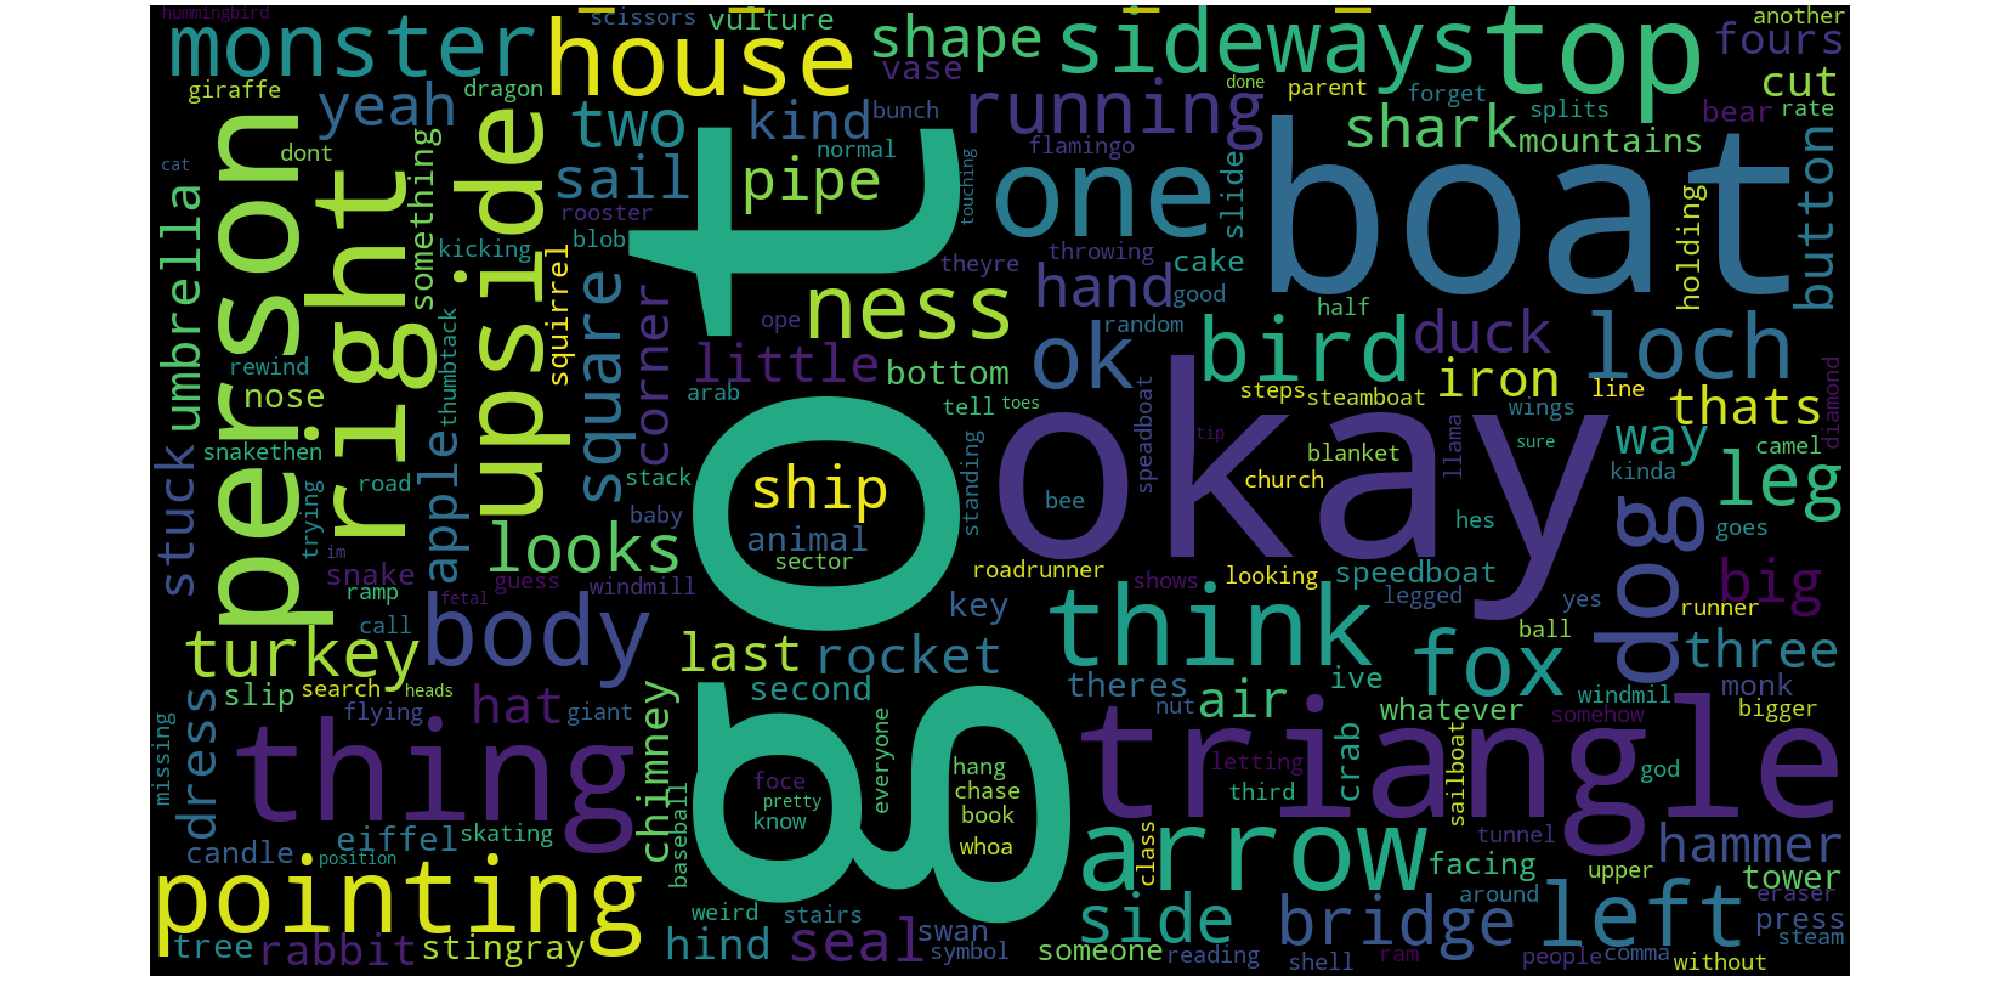 hummingbird
scissors
vulture
another
monster
house
shape
sideways
top
fours
vase
cut
giraffe
dragon
done
parent
forget
splits
rate
bear
yeah
two
kind
bunch
running
shark
mountains
button
dont
normal
flamingo
cat
person
right
something
upside
sail
pipe
touching
one
slide
boat
holding
umbrella
rooster
blob
kicking
squirrel
square
corner
got
theyre
throwing
cake
hand
good
half
ness
ope
random
ok
bird
duck
loch
rewind
thumbtack
little
bottom
nose
arab
tell
toes
speadboat
steps
steamboat
iron
line
thats
diamond
wings
stuck
snakethen
apple
okay
tip
blanket
llama
sure
way
camel
road
trying
looks
stack
ship
standing
bee
church
kinda
leg
baby
animal
hes
dog
goes
im
snake
guess
sector
windmill
roadrunner
shows
looking
speedboat
big
ramp
fetal
key
legged
yes
runner
call
body
think
ball
turkey
last
rocket
fox
three
slip
search
heads
second
theres
ive
windmil
monk
dress
flying
hat
giant
chimney
nut
air
whatever
somehow
bigger
missing
thing
everyone
hang
crab
letting
sailboat
triangle
god
foce
chase
third
pretty
know
book
baseball
candle
eiffel
skating
position
whoa
class
arrow
tunnel
hammer
facing
upper
tower
pointing
weird
stairs
side
bridge
around
left
eraser
press
tree
rabbit
stingray
hind
seal
swan
symbol
someone
reading
shell
ram
people
comma
without
steam